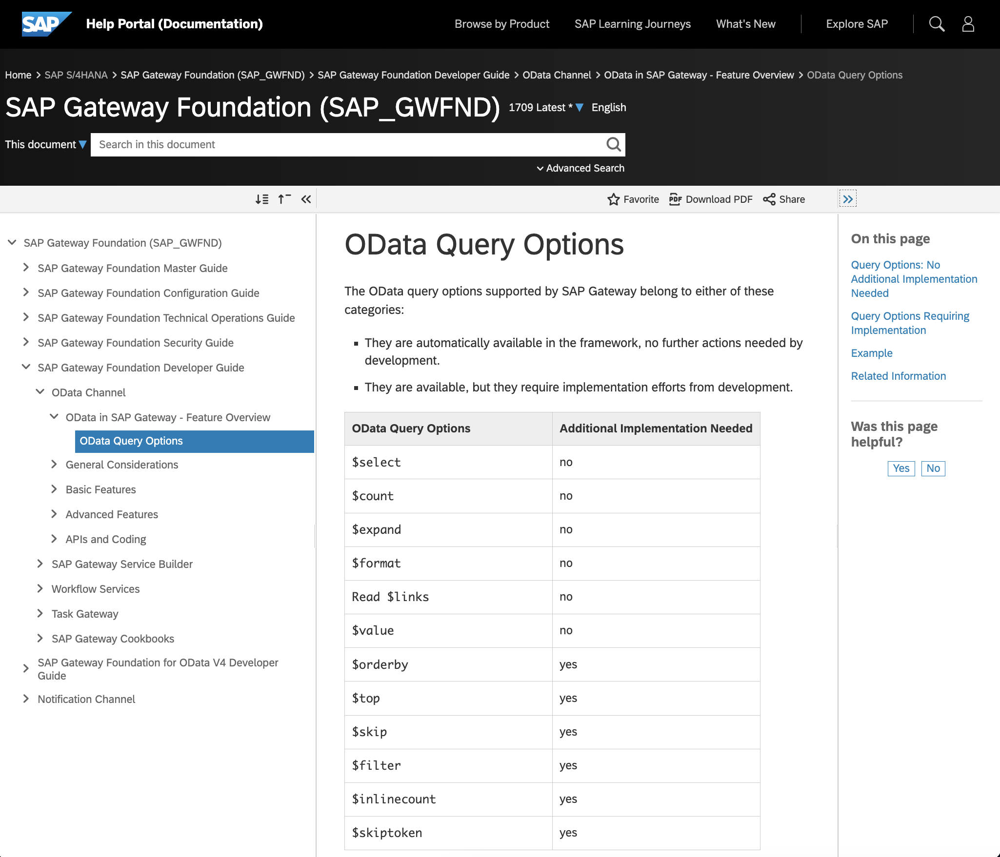 SAP
Help Portal (Documentation)
Browse by Product
SAP Learning Journeys
What's New
Explore SAP
Home > SAP S/4HANA > SAP Gateway Foundation (SAP_GWFND) > SAP Gateway Foundation Developer Guide > OData Channel > OData in SAP Gateway - Feature Overview > OData Query Options
SAP Gateway Foundation (SAP_GWFND)
1709 Latest *
English
This document
Search in this document
Advanced Search
Favorite
PDF Download PDF
Share
SAP Gateway Foundation (SAP_GWFND)
SAP Gateway Foundation Master Guide
SAP Gateway Foundation Configuration Guide
SAP Gateway Foundation Technical Operations Guide
SAP Gateway Foundation Security Guide
SAP Gateway Foundation Developer Guide
OData Channel
OData in SAP Gateway - Feature Overview
OData Query Options
General Considerations
Basic Features
Advanced Features
APIs and Coding
SAP Gateway Service Builder
Workflow Services
Task Gateway
SAP Gateway Cookbooks
SAP Gateway Foundation for OData V4 Developer
Guide
Notification Channel
OData Query Options
The OData query options supported by SAP Gateway belong to either of these
categories:
They are automatically available in the framework, no further actions needed by
development.
They are available, but they require implementation efforts from development.
OData Query Options Additional Implementation Needed
$select no
$count no
$expand no
$format no
Read $links no
$value no
$orderby yes
$top yes
$skip yes
$filter yes
$inlinecount yes
$skiptoken yes
On this page
Query Options: No
Additional Implementation
Needed
Query Options Requiring
Implementation
Example
Related Information
Was this page
helpful?
Yes No